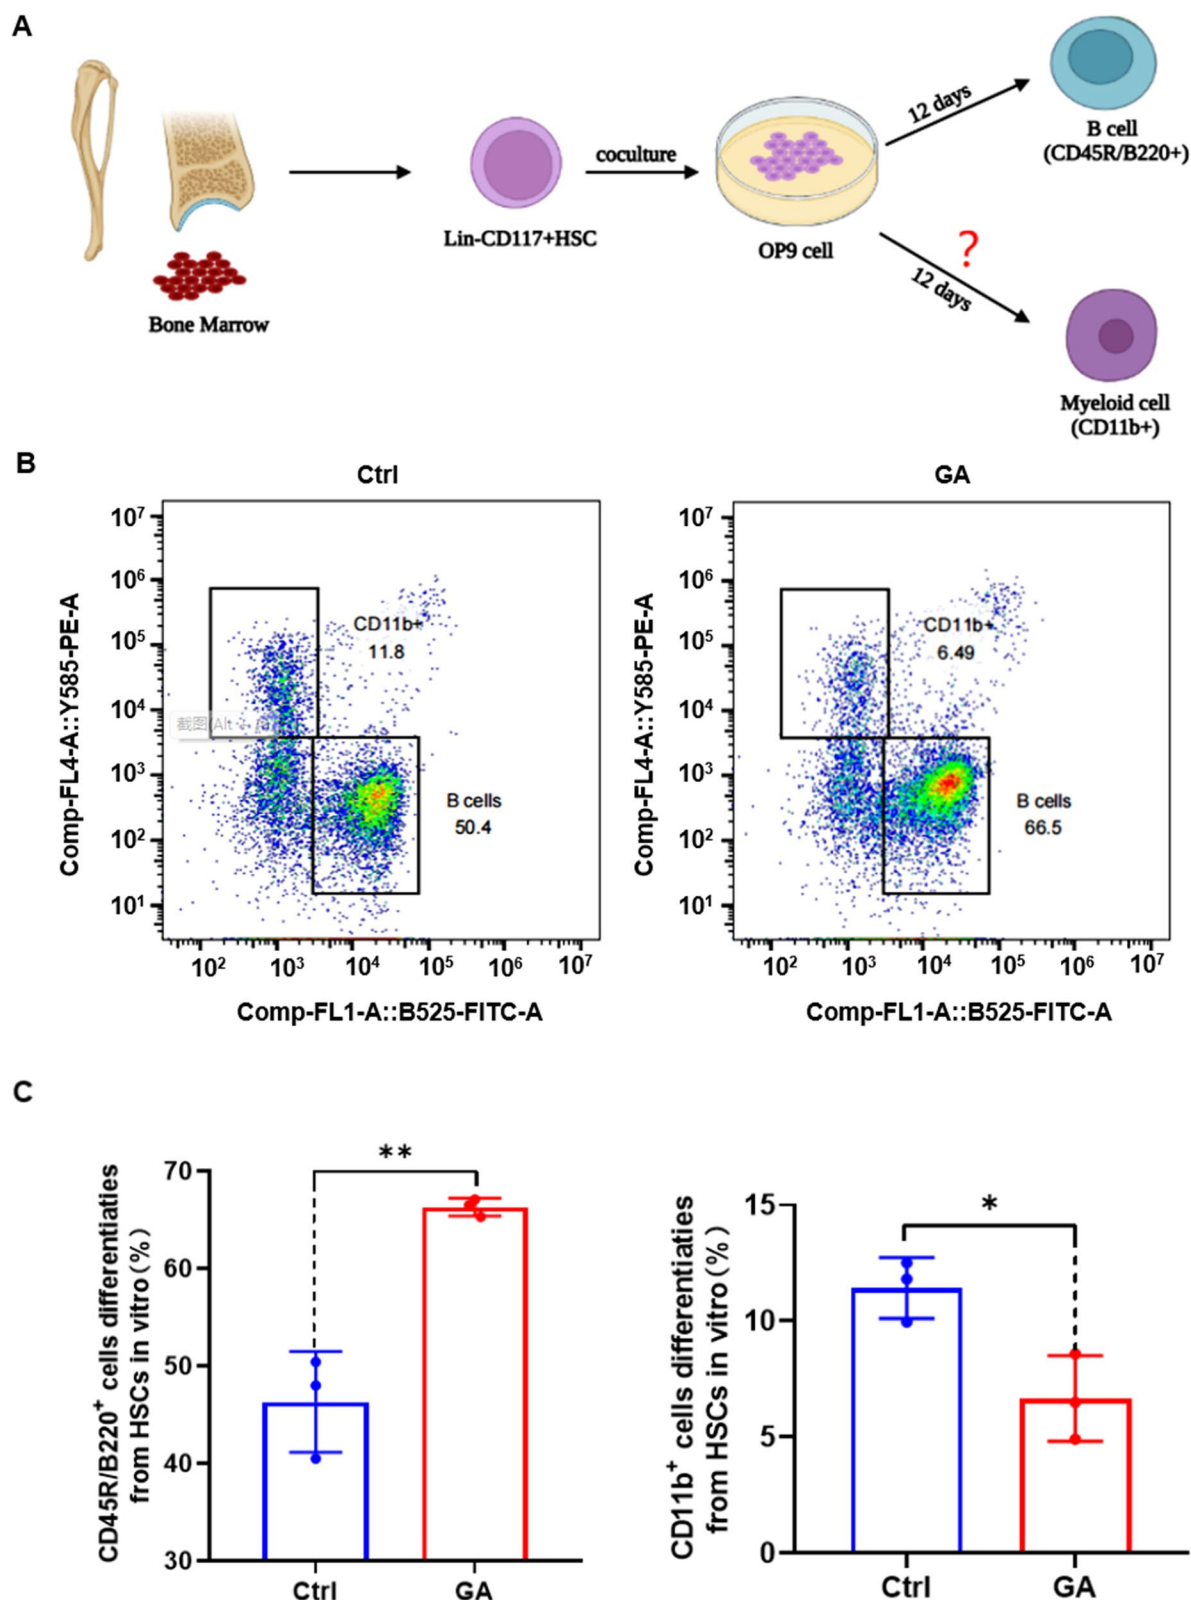 A
12 days
B cell
(CD45R/B220+)
coculture
Lin-CD117+HSC
OP9 cell
?
12 days
Bone Marrow
Myeloid cell
(CD11b+)
B
Ctrl
GA
10⁷
10⁶
10⁵
10⁴
10³
10²
10¹
Comp-FL4-A::Y585-PE-A
CD11b+
11.8
截图(Alt
B cells
50.4
10² 10³ 10⁴ 10⁵ 10⁶ 10⁷
Comp-FL1-A::B525-FITC-A
10⁷
10⁶
10⁵
10⁴
10³
10²
10¹
Comp-FL4-A::Y585-PE-A
CD11b+
6.49
B cells
66.5
10² 10³ 10⁴ 10⁵ 10⁶ 10⁷
Comp-FL1-A::B525-FITC-A
C
CD45R/B220⁺ cells differentiaties
from HSCs in vitro(%)
70
60
50
40
30
**
Ctrl GA
CD11b⁺ cells differentiaties
from HSCs in vitro(%)
15
10
5
0
*
Ctrl GA